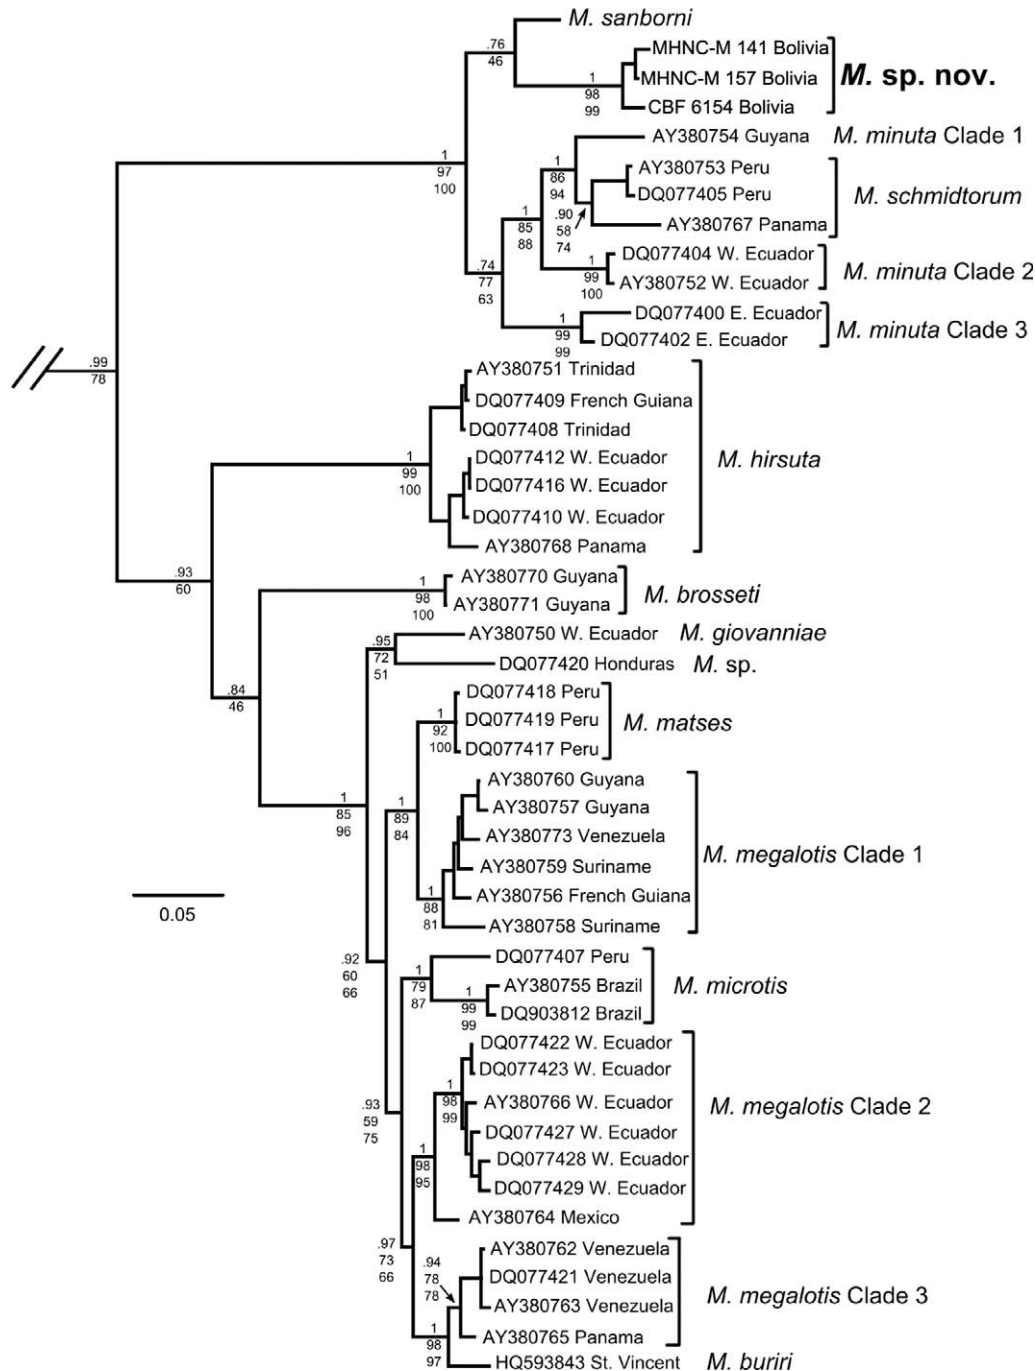 M. sanborni
.76
46
MHNC-M 141 Bolivia
MHNC-M 157 Bolivia
CBF 6154 Bolivia
M. sp. nov.
1
98
99
1
97
100
AY380754 Guyana
M. minuta Clade 1
1
86
94
AY380753 Peru
DQ077405 Peru
AY380767 Panama
M. schmidtorum
.90
58
74
1
85
88
DQ077404 W. Ecuador
AY380752 W. Ecuador
M. minuta Clade 2
1
99
100
.74
77
63
DQ077400 E. Ecuador
DQ077402 E. Ecuador
M. minuta Clade 3
1
99
99
.99
78
AY380751 Trinidad
DQ077409 French Guiana
DQ077408 Trinidad
DQ077412 W. Ecuador
DQ077416 W. Ecuador
DQ077410 W. Ecuador
AY380768 Panama
M. hirsuta
1
99
100
.93
60
AY380770 Guyana
AY380771 Guyana
M. brosseti
1
98
100
AY380750 W. Ecuador
M. giovanniae
DQ077420 Honduras
M. sp.
.95
72
51
.84
46
DQ077418 Peru
DQ077419 Peru
DQ077417 Peru
M. matses
1
92
100
1
85
96
1
89
84
AY380760 Guyana
AY380757 Guyana
AY380773 Venezuela
AY380759 Suriname
AY380756 French Guiana
AY380758 Suriname
M. megalotis Clade 1
1
88
81
0.05
.92
60
66
DQ077407 Peru
AY380755 Brazil
DQ903812 Brazil
M. microtis
1
79
87
1
99
99
DQ077422 W. Ecuador
DQ077423 W. Ecuador
AY380766 W. Ecuador
DQ077427 W. Ecuador
DQ077428 W. Ecuador
DQ077429 W. Ecuador
AY380764 Mexico
M. megalotis Clade 2
1
98
99
.93
59
75
1
98
95
.97
73
66
.94
78
78
AY380762 Venezuela
DQ077421 Venezuela
AY380763 Venezuela
AY380765 Panama
M. megalotis Clade 3
1
98
97
HQ593843 St. Vincent
M. buriri